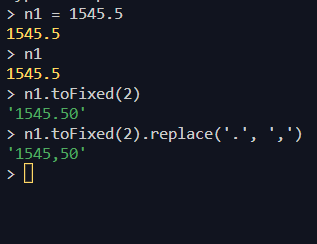 > n1 = 1545.5
1545.5
> n1
1545.5
> n1.toFixed(2)
'1545.50'
> n1.toFixed(2).replace('.', ',')
'1545,50'
>